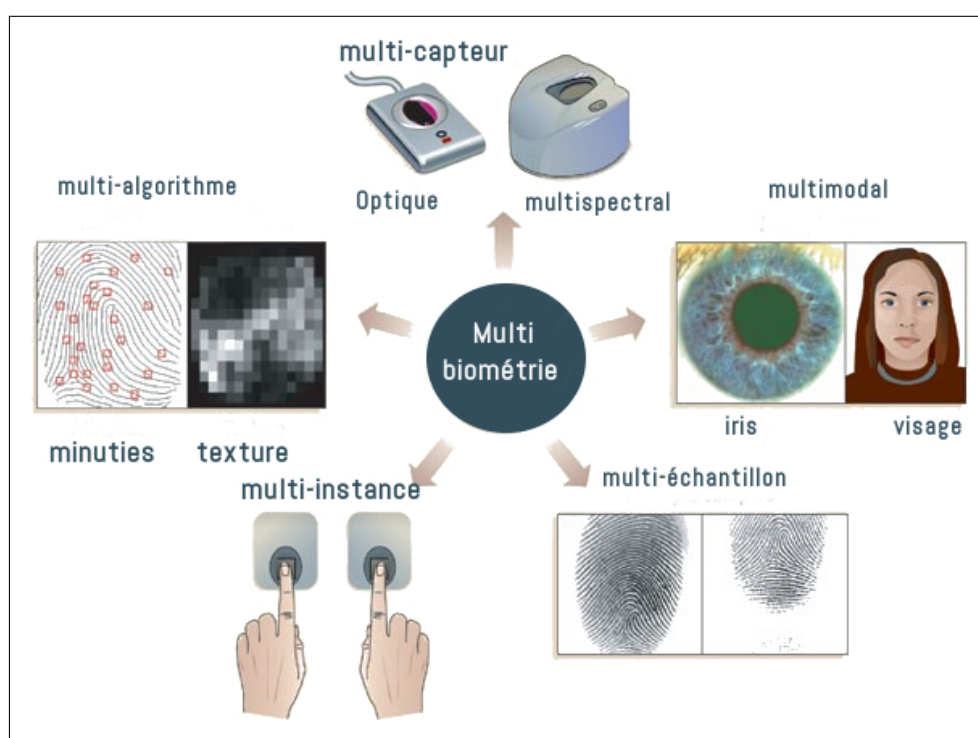 multi-capteur
Optique
multispectral
multi-algorithme
minuties
texture
multimodal
iris
visage
Multi
biométrie
multi-instance
multi-échantillon